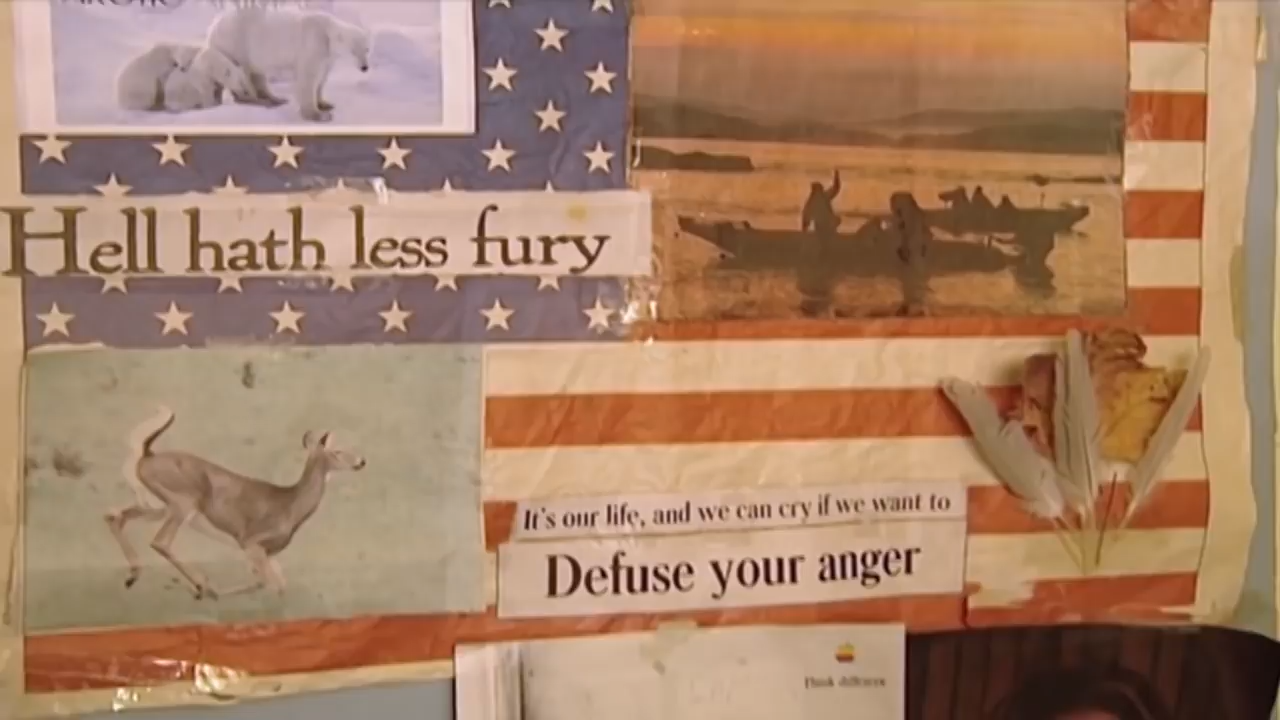 Hell hath less fury
It's our life, and we can cry if we want to
Defuse your anger
Think different.